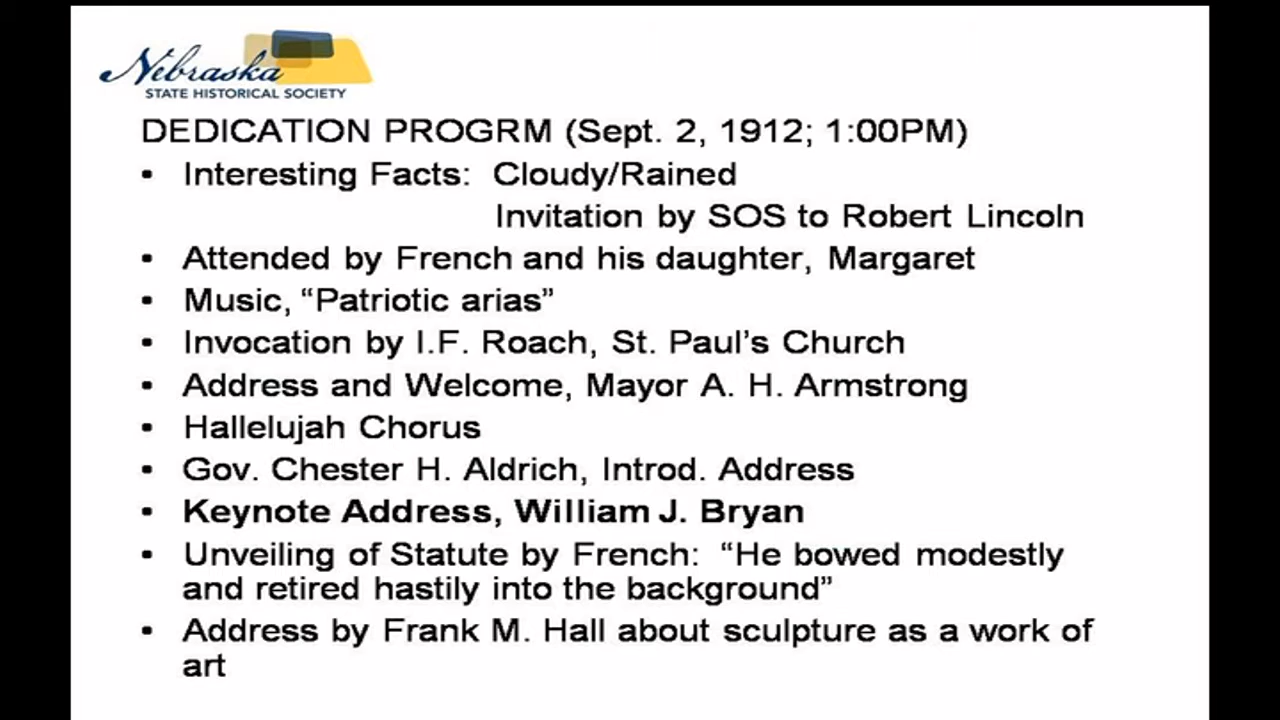 Nebraska
STATE HISTORICAL SOCIETY
DEDICATION PROGRM (Sept. 2, 1912; 1:00PM)
▪ Interesting Facts: Cloudy/Rained
Invitation by SOS to Robert Lincoln
▪ Attended by French and his daughter, Margaret
▪ Music, “Patriotic arias”
▪ Invocation by I.F. Roach, St. Paul’s Church
▪ Address and Welcome, Mayor A. H. Armstrong
▪ Hallelujah Chorus
▪ Gov. Chester H. Aldrich, Introd. Address
▪ Keynote Address, William J. Bryan
▪ Unveiling of Statute by French: “He bowed modestly
and retired hastily into the background”
▪ Address by Frank M. Hall about sculpture as a work of
art